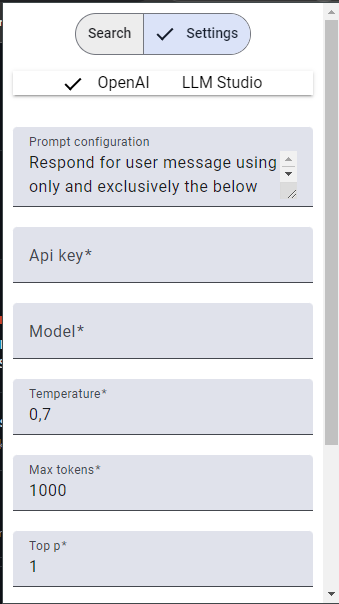 Search
Settings
OpenAI
LLM Studio
Prompt configuration
Respond for user message using
only and exclusively the below
Api key*
Model*
Temperature*
0,7
Max tokens*
1000
Top p*
1